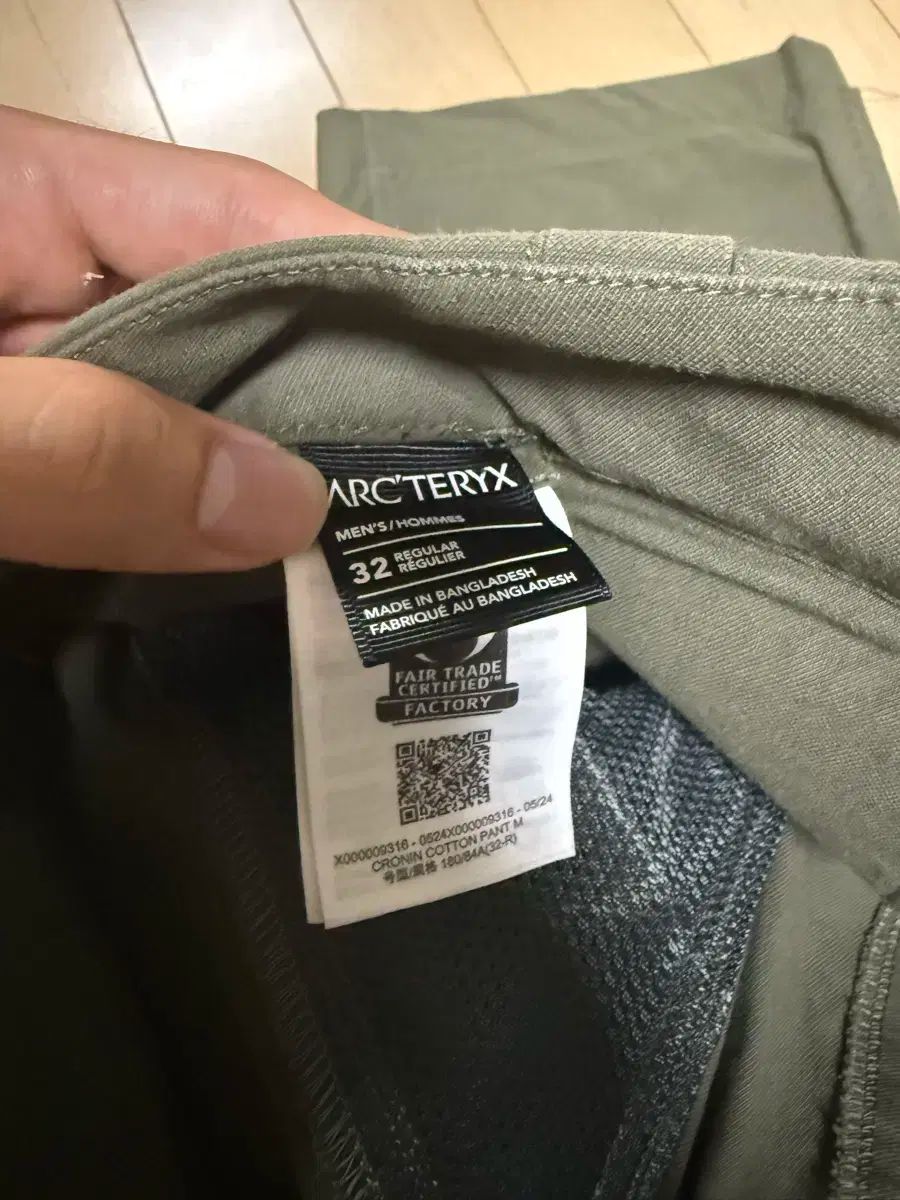 ARC'TERYX
MEN'S/HOMMES
32 REGULAR
RÉGULIER
MADE IN BANGLADESH
FABRIQUÉ AU BANGLADESH
FAIR TRADE
CERTIFIED™
FACTORY
X000009316 - 0524X000009316 - 05/24
CRONIN COTTON PANT M
号型/规格 180/84A(32-R)